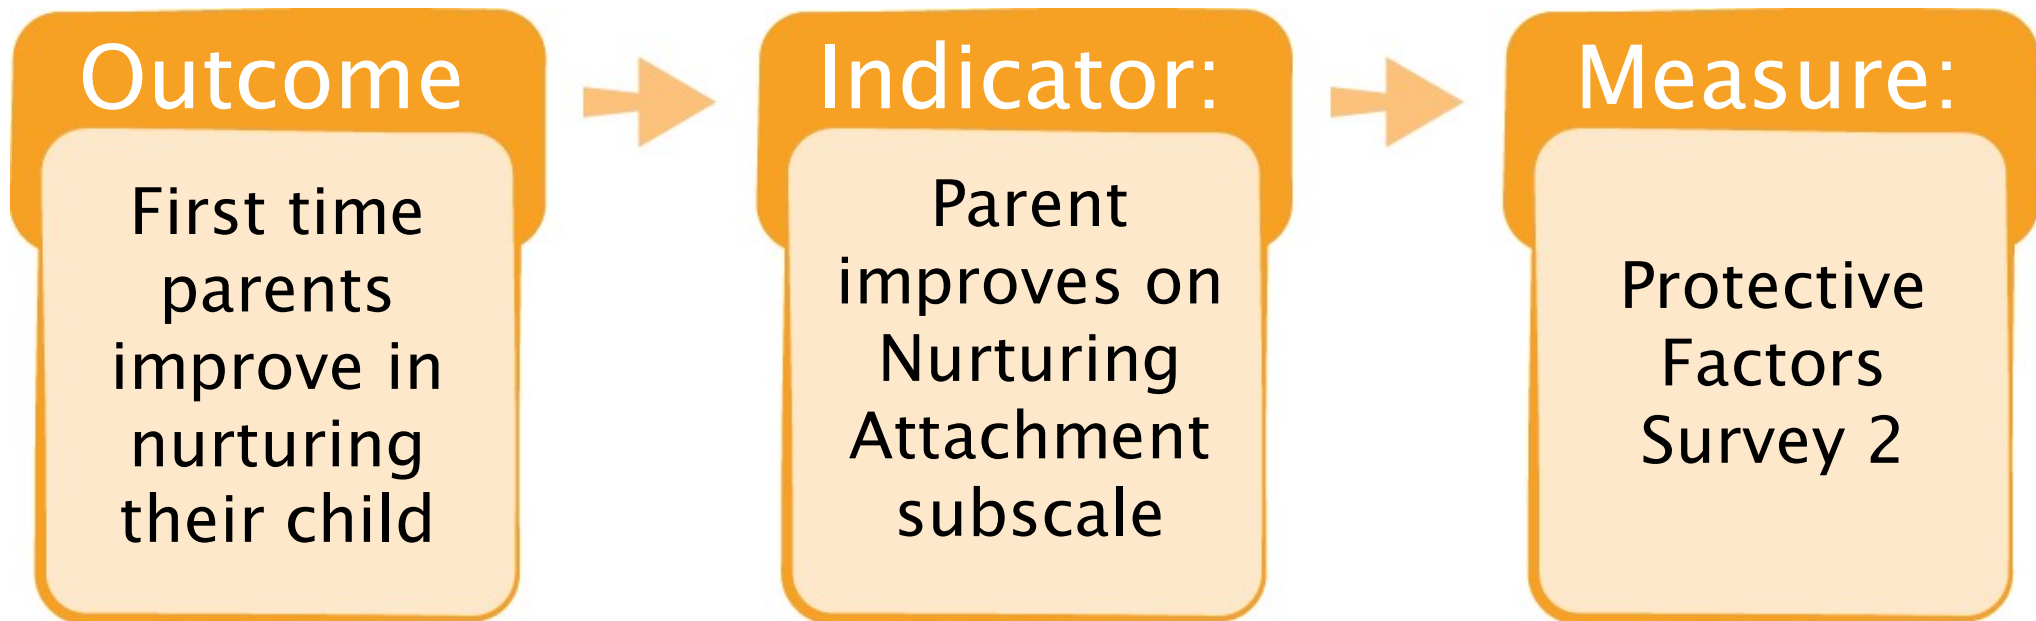 Outcome
First time
parents
improve in
nurturing
their child
Indicator:
Parent
improves on
Nurturing
Attachment
subscale
Measure:
Protective
Factors
Survey 2